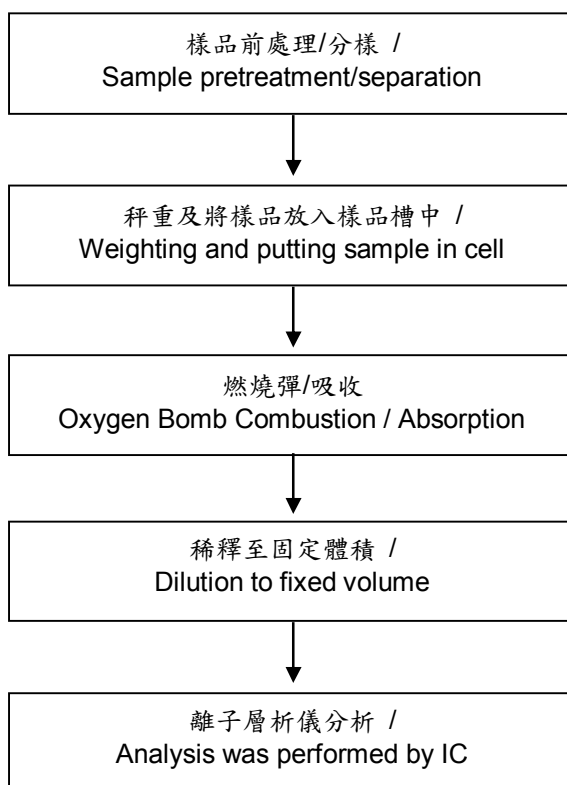 樣品前處理/分樣 /
Sample pretreatment/separation
秤重及將樣品放入樣品槽中 /
Weighting and putting sample in cell
燃燒彈/吸收
Oxygen Bomb Combustion / Absorption
稀釋至固定體積 /
Dilution to fixed volume
離子層析儀分析 /
Analysis was performed by IC